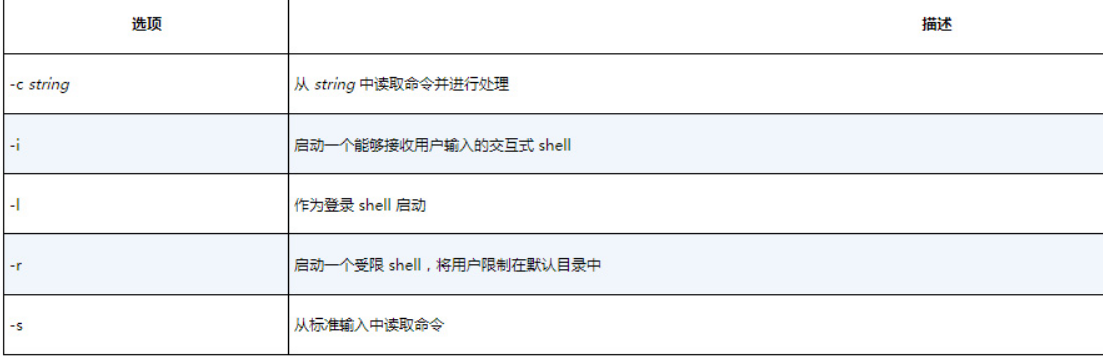 选项 描述
-c string 从 string 中读取命令并进行处理
-i 启动一个能够接收用户输入的交互式 shell
-l 作为登录 shell 启动
-r 启动一个受限 shell，将用户限制在默认目录中
-s 从标准输入中读取命令